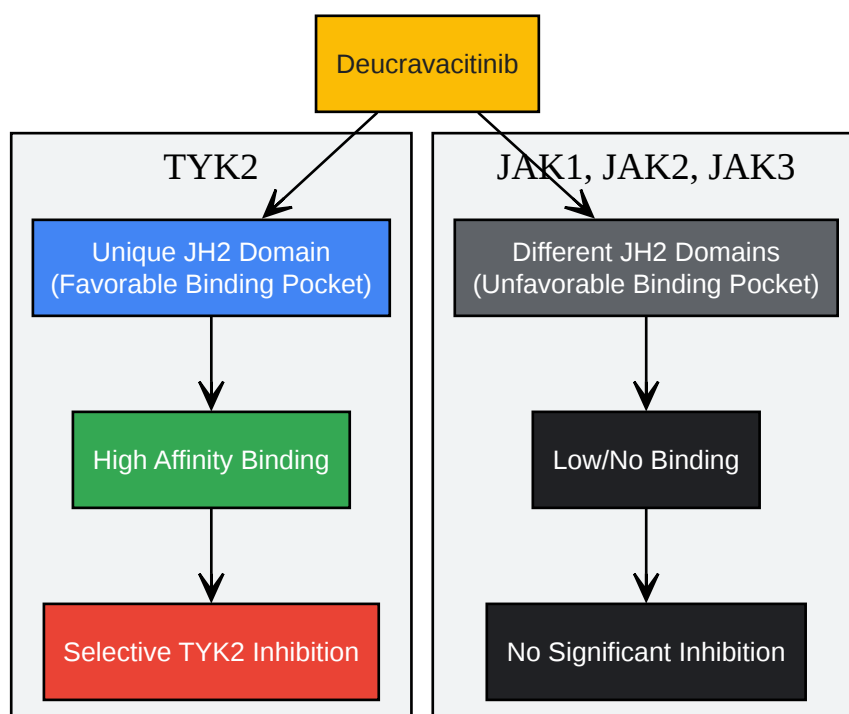 Deucravacitinib
TYK2
JAK1, JAK2, JAK3
Unique JH2 Domain
(Favorable Binding Pocket)
Different JH2 Domains
(Unfavorable Binding Pocket)
High Affinity Binding
Low/No Binding
Selective TYK2 Inhibition
No Significant Inhibition